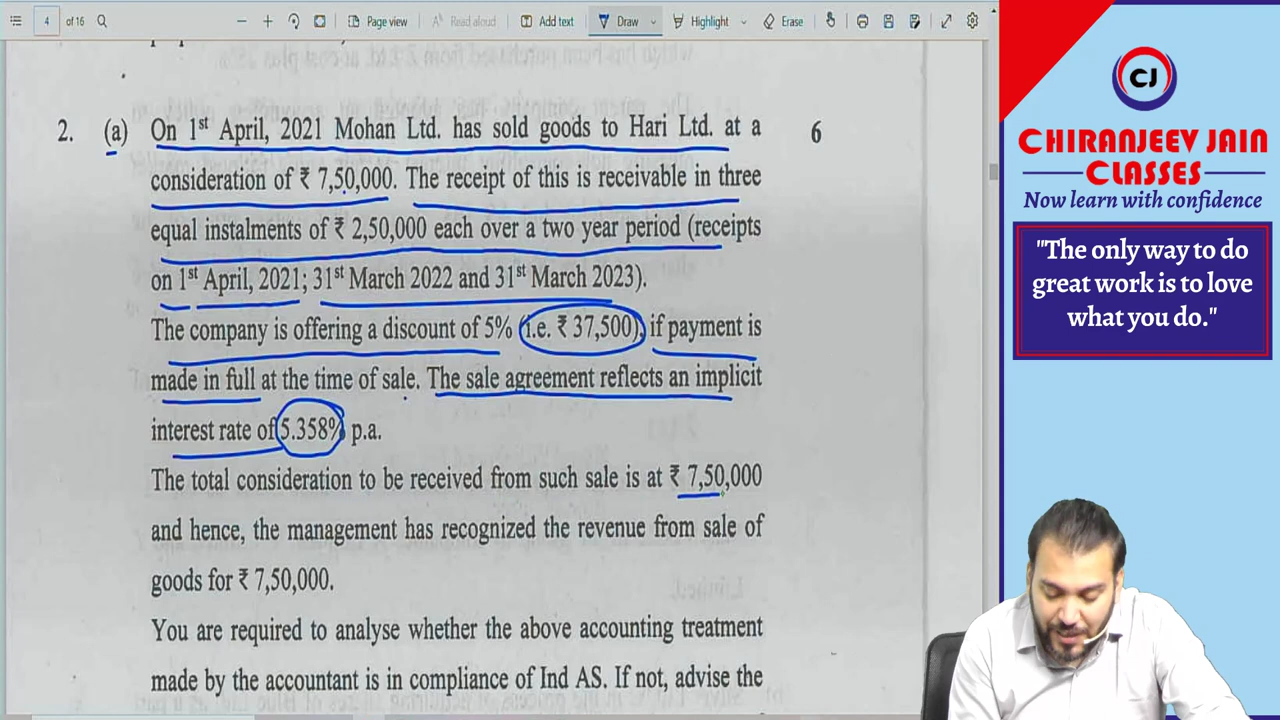 4 of 16
Page view
Read aloud
Add text
Draw
Highlight
Erase
2. (a) On 1st April, 2021 Mohan Ltd. has sold goods to Hari Ltd. at a 6
consideration of ₹ 7,50,000. The receipt of this is receivable in three
equal instalments of ₹ 2,50,000 each over a two year period (receipts
on 1st April, 2021; 31st March 2022 and 31st March 2023).
The company is offering a discount of 5% (i.e. ₹ 37,500), if payment is
made in full at the time of sale. The sale agreement reflects an implicit
interest rate of 5.358% p.a.
The total consideration to be received from such sale is at ₹ 7,50,000
and hence, the management has recognized the revenue from sale of
goods for ₹ 7,50,000.
You are required to analyse whether the above accounting treatment
made by the accountant is in compliance of Ind AS. If not, advise the
CJ
CHIRANJEEV JAIN
CLASSES
Now learn with confidence
"The only way to do
great work is to love
what you do."